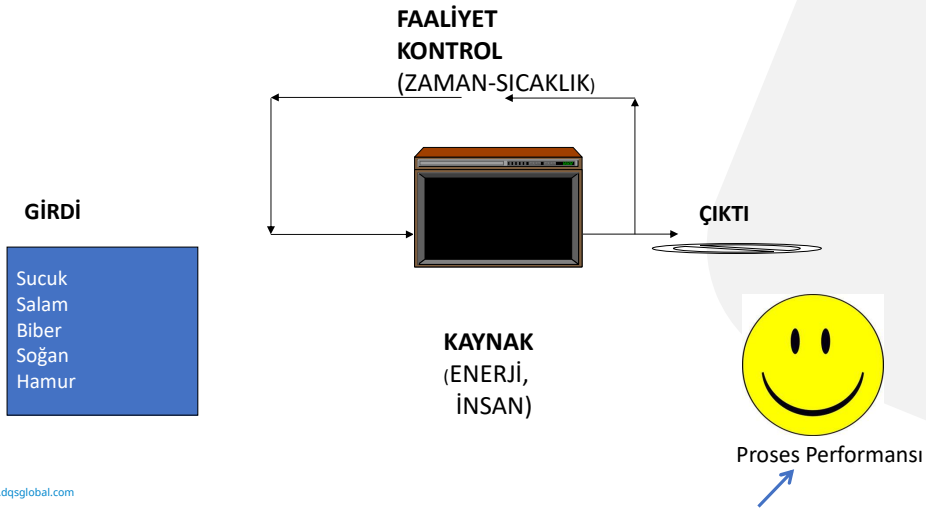 FAALİYET
KONTROL
(ZAMAN-SICAKLIK)
GİRDİ
ÇIKTI
Sucuk
Salam
Biber
Soğan
Hamur
KAYNAK
(ENERJİ,
İNSAN)
Proses Performansı
dqsglobal.com